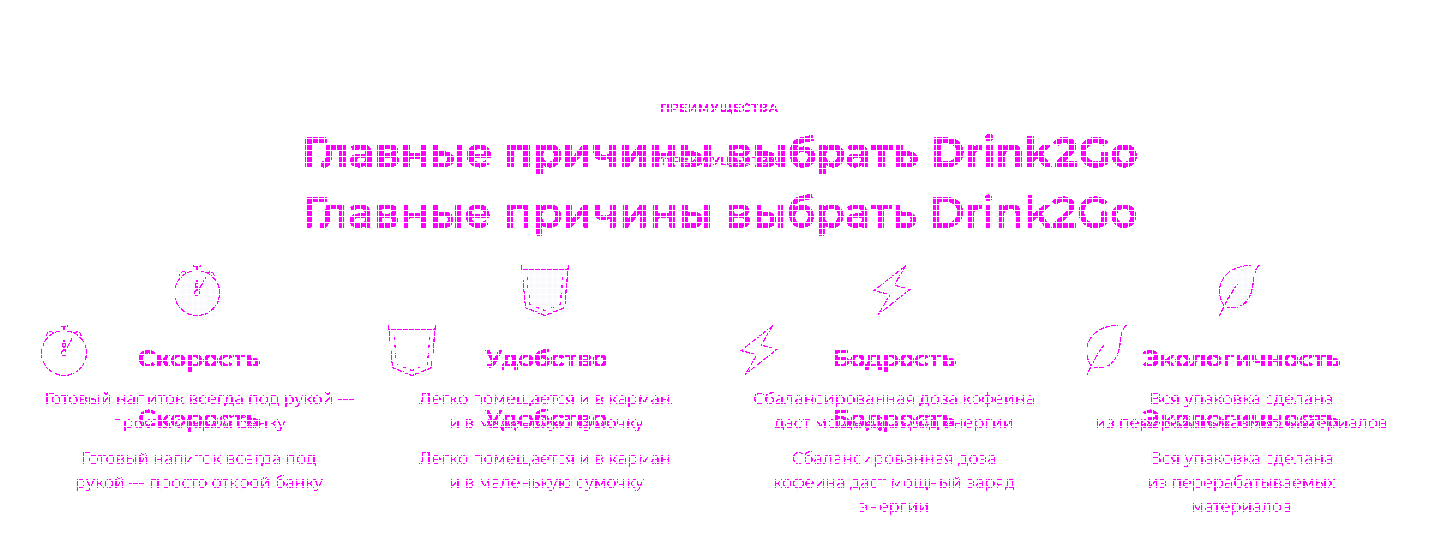 ПРЕИМУЩЕСТВА
Главные причины выбрать Drink2Go
ПРЕИМУЩЕСТВА
Главные причины выбрать Drink2Go
Скорость Удобство Бодрость Экологичность
Готовый напиток всегда под рукой — Легко помещается и в карман Сбалансированная доза кофеина Вся упаковка сделана
Скорость Удобство Бодрость Экологичность
просто открой банку и в маленькую сумочку даст мощный заряд энергии из перерабатываемых материалов
Готовый напиток всегда под Легко помещается и в карман Сбалансированная доза Вся упаковка сделана
рукой — просто открой банку и в маленькую сумочку кофеина даст мощный заряд из перерабатываемых
энергии материалов